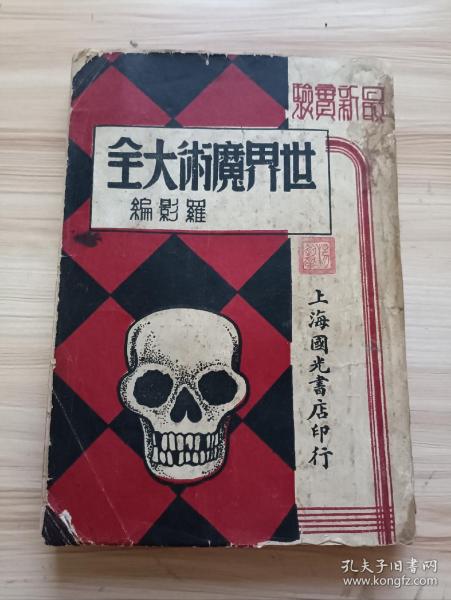 最新實驗
世界魔術大全
羅影編
上海國光書店印行
孔夫子旧书网
www.kongfz.com